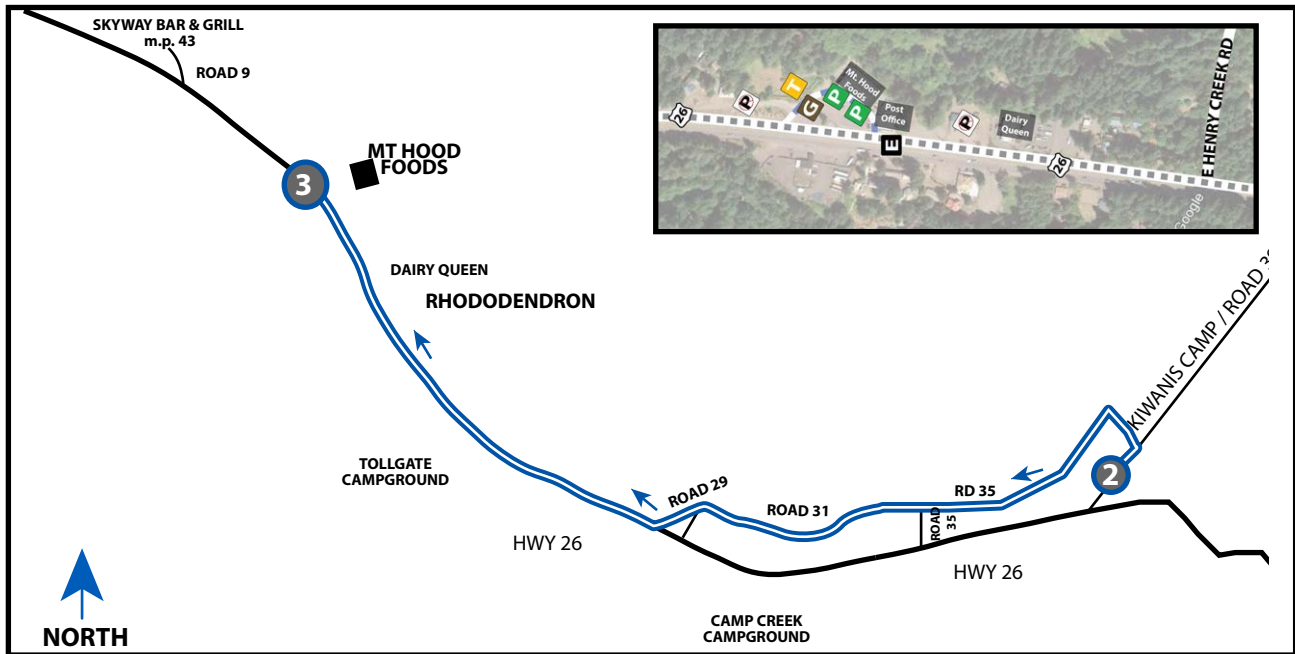 SKYWAY BAR & GRILL
m.p. 43
ROAD 9
MT HOOD
FOODS
3
DAIRY QUEEN
RHODODENDRON
TOLLGATE
CAMPGROUND
HWY 26
ROAD 29
ROAD 31
RD 35
ROAD
35
2
KIWANIS CAMP / ROAD
HWY 26
CAMP CREEK
CAMPGROUND
NORTH
26
P
T
G
P
P
Mt. Hood
Foods
Post
Office
E
P
Dairy
Queen
26
E HENRY CREEK RD
Google